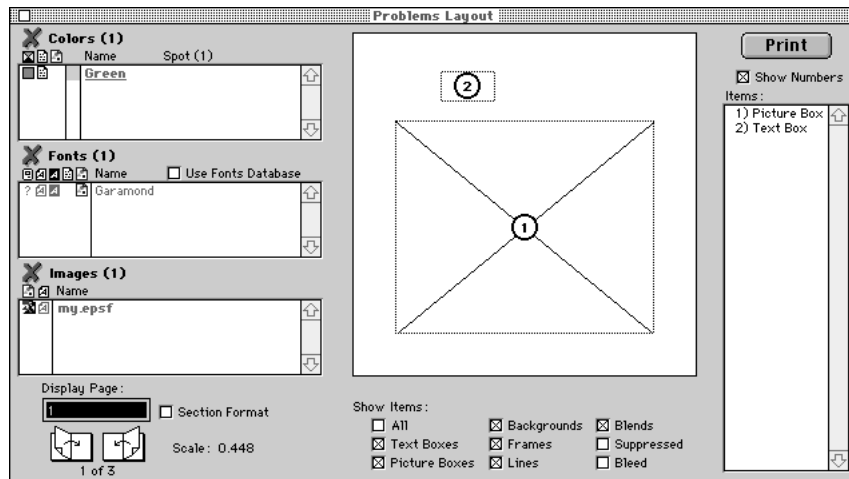 Problems Layout
Colors (1)
Name Spot (1)
Green
Fonts (1)
Name Use Fonts Database
? Garamond
Images (1)
Name
my.epsf
Display Page:
1
Section Format
Scale: 0.448
1 of 3
2
1
Show Items:
All Backgrounds Blends
Text Boxes Frames Suppressed
Picture Boxes Lines Bleed
Print
Show Numbers
Items:
1) Picture Box
2) Text Box